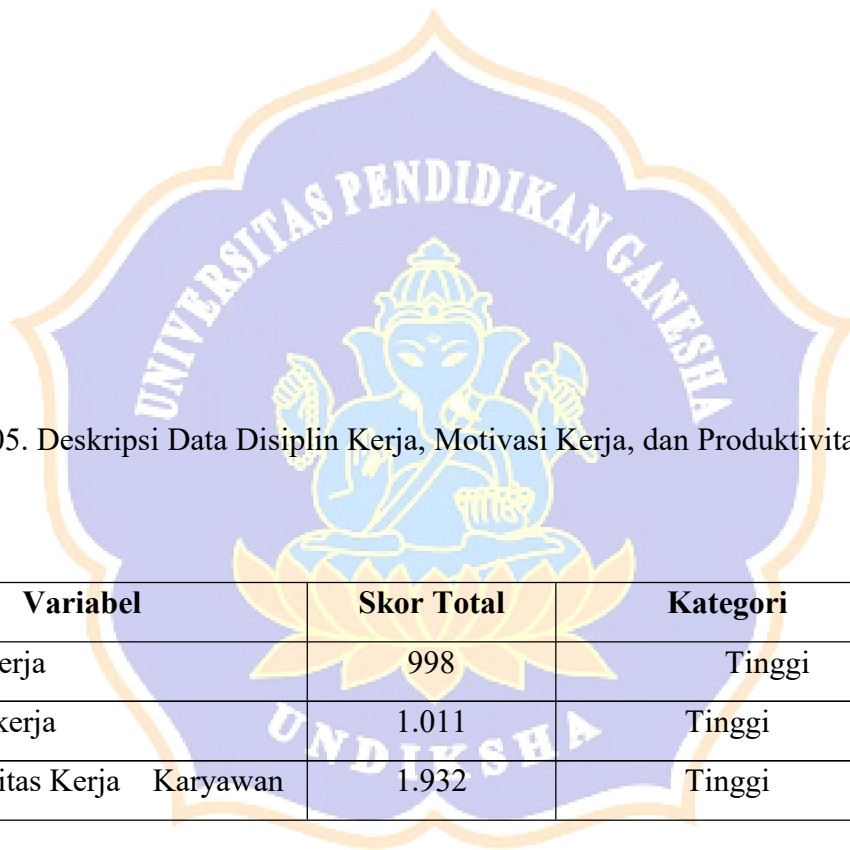 UNIVERSITAS PENDIDIKAN GANESHA
05. Deskripsi Data Disiplin Kerja, Motivasi Kerja, dan Produktivita
Variabel Skor Total Kategori
erja 998 Tinggi
kerja 1.011 Tinggi
itas Kerja Karyawan 1.932 Tinggi
UNDIKSHA